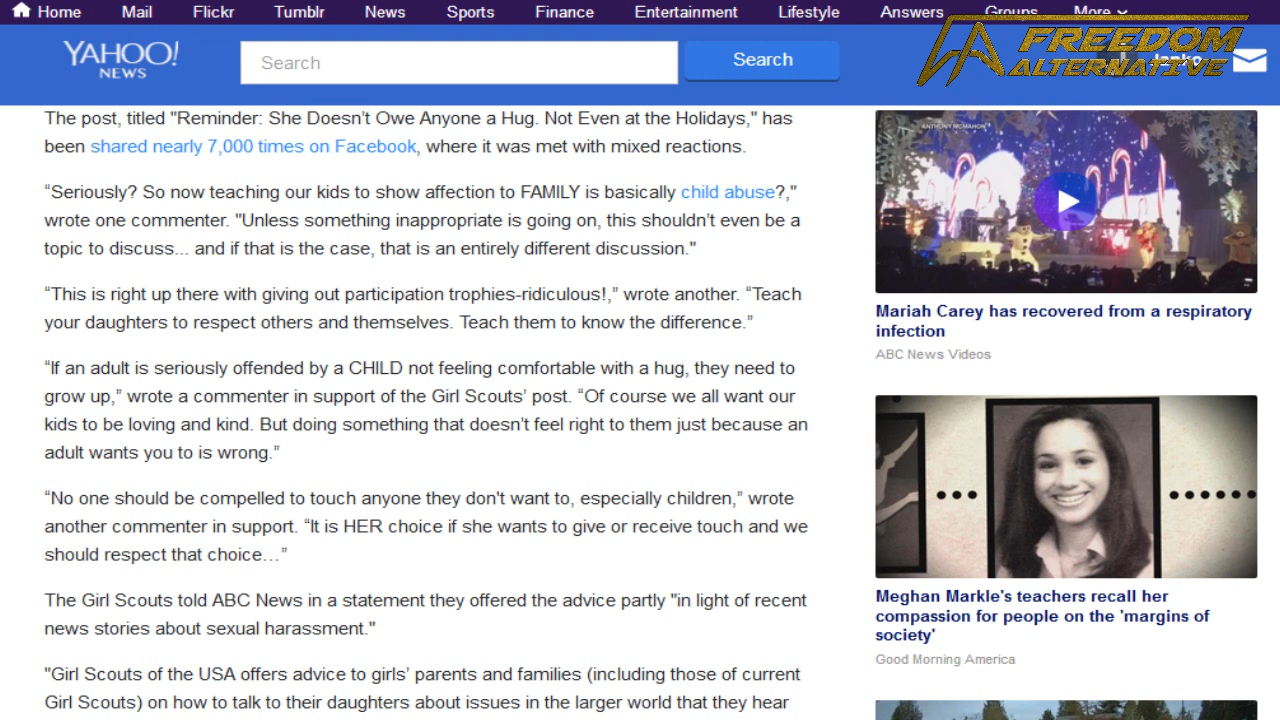 Home Mail Flickr Tumblr News Sports Finance Entertainment Lifestyle Answers Groups More
YAHOO!
NEWS
Search
Search
FREEDOM
ALTERNATIVE
The post, titled "Reminder: She Doesn’t Owe Anyone a Hug. Not Even at the Holidays," has
been shared nearly 7,000 times on Facebook, where it was met with mixed reactions.
“Seriously? So now teaching our kids to show affection to FAMILY is basically child abuse?,"
wrote one commenter. "Unless something inappropriate is going on, this shouldn’t even be a
topic to discuss... and if that is the case, that is an entirely different discussion."
“This is right up there with giving out participation trophies-ridiculous!,” wrote another. “Teach
your daughters to respect others and themselves. Teach them to know the difference.”
“If an adult is seriously offended by a CHILD not feeling comfortable with a hug, they need to
grow up,” wrote a commenter in support of the Girl Scouts’ post. “Of course we all want our
kids to be loving and kind. But doing something that doesn’t feel right to them just because an
adult wants you to is wrong.”
“No one should be compelled to touch anyone they don't want to, especially children,” wrote
another commenter in support. “It is HER choice if she wants to give or receive touch and we
should respect that choice…”
The Girl Scouts told ABC News in a statement they offered the advice partly "in light of recent
news stories about sexual harassment."
"Girl Scouts of the USA offers advice to girls’ parents and families (including those of current
Girl Scouts) on how to talk to their daughters about issues in the larger world that they hear
ANTHONY MCMAHON
Mariah Carey has recovered from a respiratory
infection
ABC News Videos
Meghan Markle's teachers recall her
compassion for people on the 'margins of
society'
Good Morning America